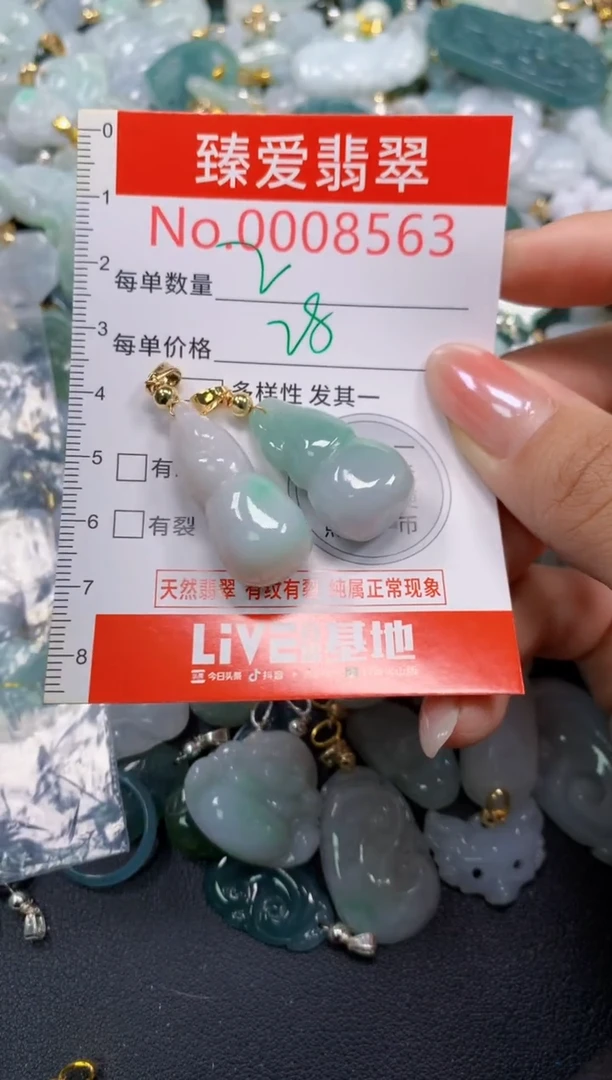 臻爱翡翠
No.0008563
每单数量 2
每单价格 28
多样性 发其一
有
有裂
天然翡翠 有纹有裂 纯属正常现象
LiVE基地
今日头条 抖音
0
1
2
3
4
5
6
7
8